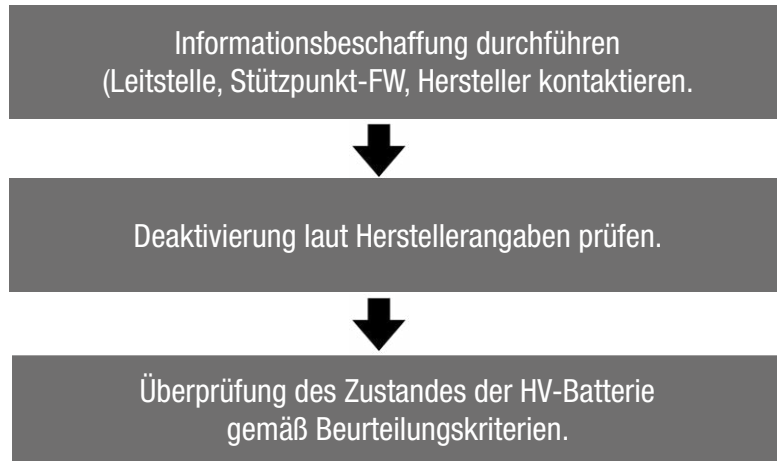 Informationsbeschaffung durchführen
(Leitstelle, Stützpunkt-FW, Hersteller kontaktieren.
Deaktivierung laut Herstellerangaben prüfen.
Überprüfung des Zustandes der HV-Batterie
gemäß Beurteilungskriterien.